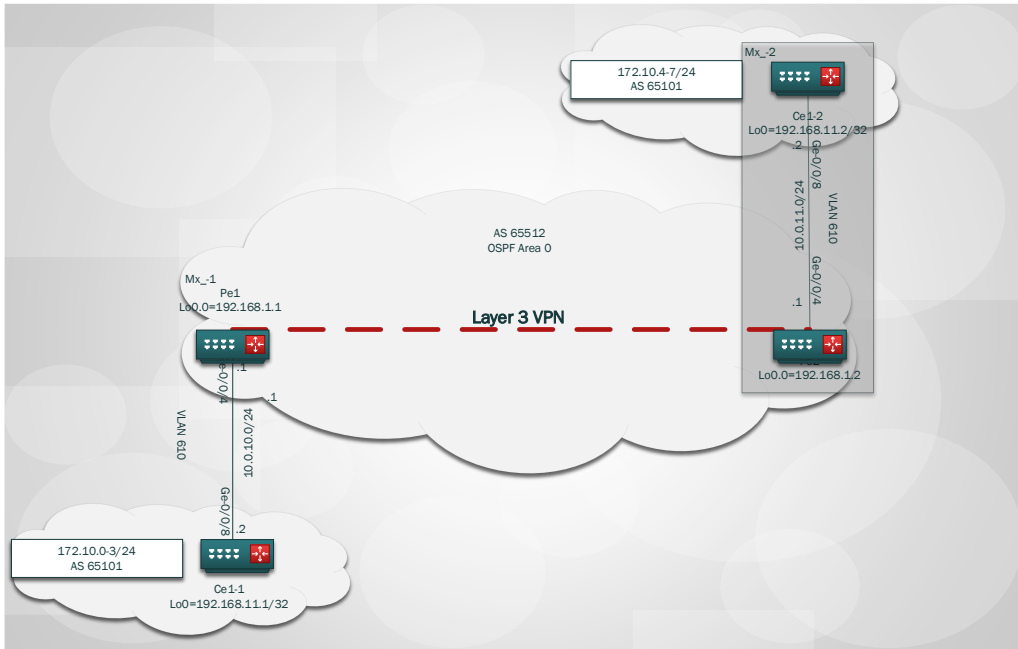 Mx_-2
172.10.4-7/24
AS 65101
Ce1-2
Lo0=192.168.11.2/32
.2
Ge-0/0/8
10.0.11.0/24
VLAN 610
Ge-0/0/4
.1
AS 65512
OSPF Area 0
Mx_-1
Pe1
Lo0.0=192.168.1.1
Layer 3 VPN
Lo0.0=192.168.1.2
.1
e-0/0/4
.1
VLAN 610
10.0.10.0/24
Ge-0/0/8
.2
172.10.0-3/24
AS 65101
Ce1-1
Lo0=192.168.11.1/32